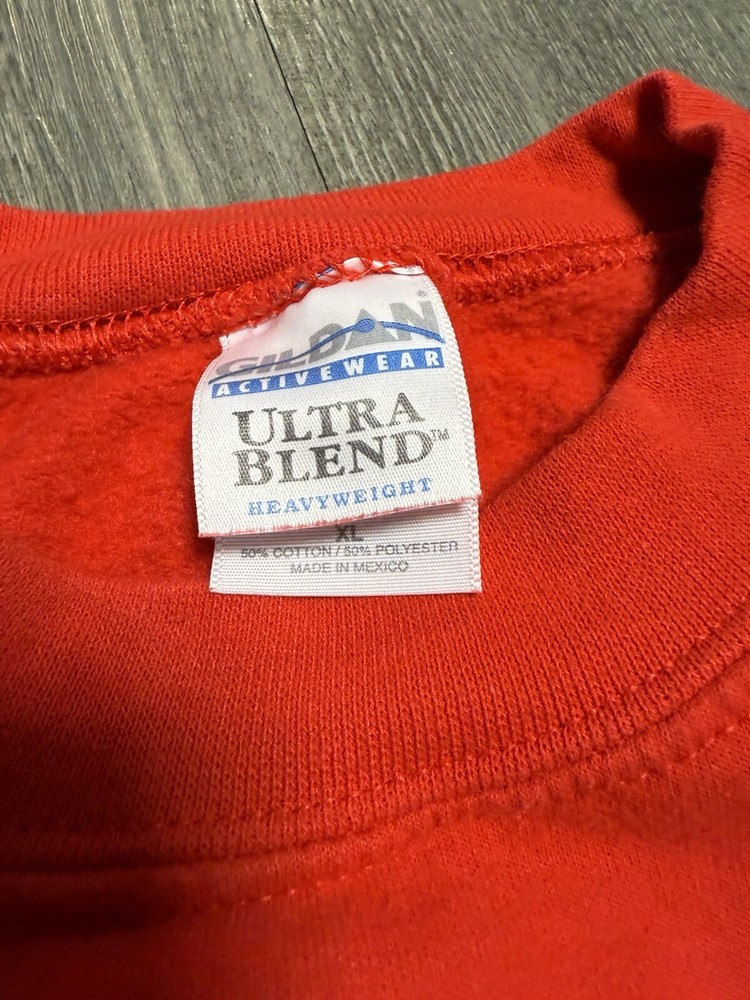 GILDAN®
ACTIVEWEAR
ULTRA
BLEND™
HEAVYWEIGHT
XL
50% COTTON / 50% POLYESTER
MADE IN MEXICO